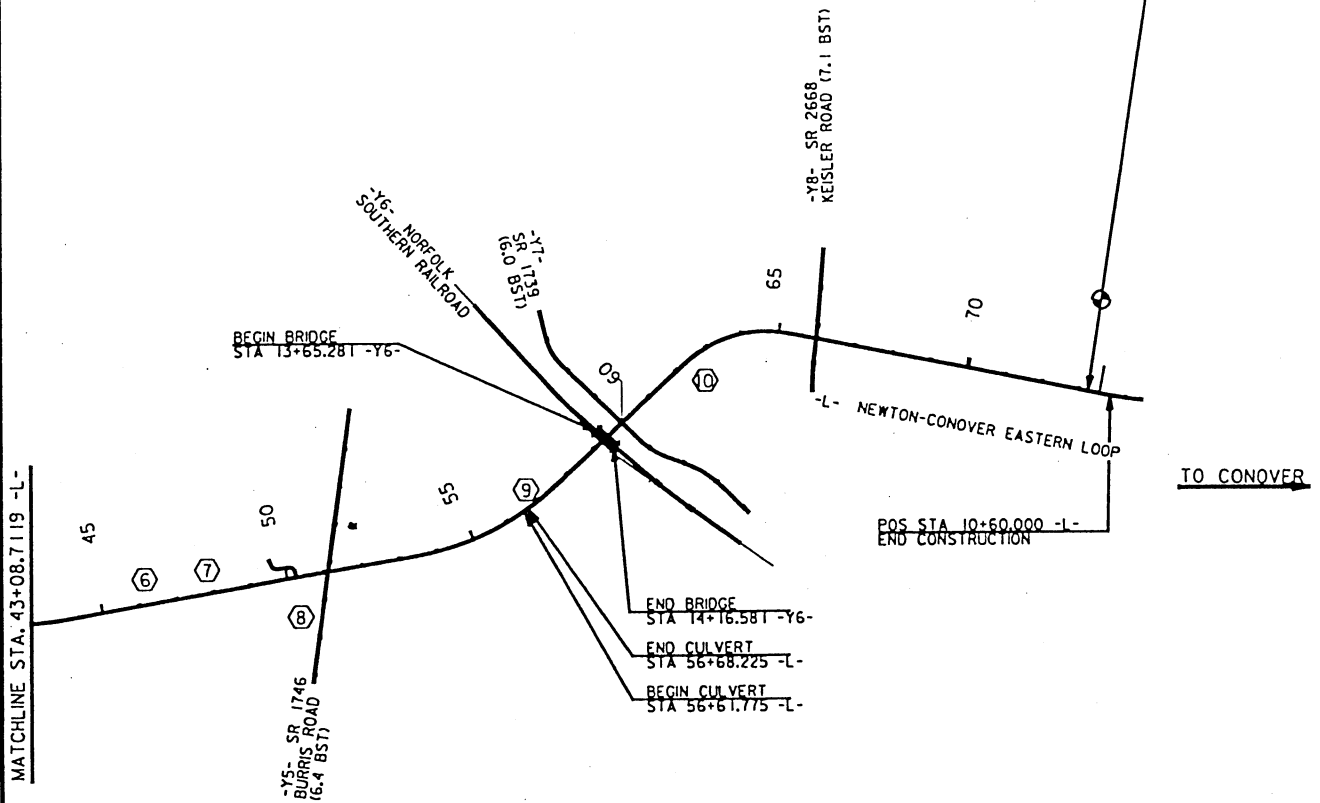 -Y8- SR 2668
KEISLER ROAD (7.1 BST)
-Y6- NORFOLK
SOUTHERN RAILROAD
-Y7-
SR 1739
(6.0 BST)
65
70
BEGIN BRIDGE
STA 13+65.281 -Y6-
60
10
-L- NEWTON-CONOVER EASTERN LOOP
TO CONOVER
MATCHLINE STA. 43+08.7119 -L-
45
50
55
9
6
7
8
POS STA 10+60.000 -L-
END CONSTRUCTION
END BRIDGE
STA 14+16.581 -Y6-
END CULVERT
STA 56+68.225 -L-
BEGIN CULVERT
STA 56+61.775 -L-
-Y5- SR 1746
BURRIS ROAD
(6.4 BST)